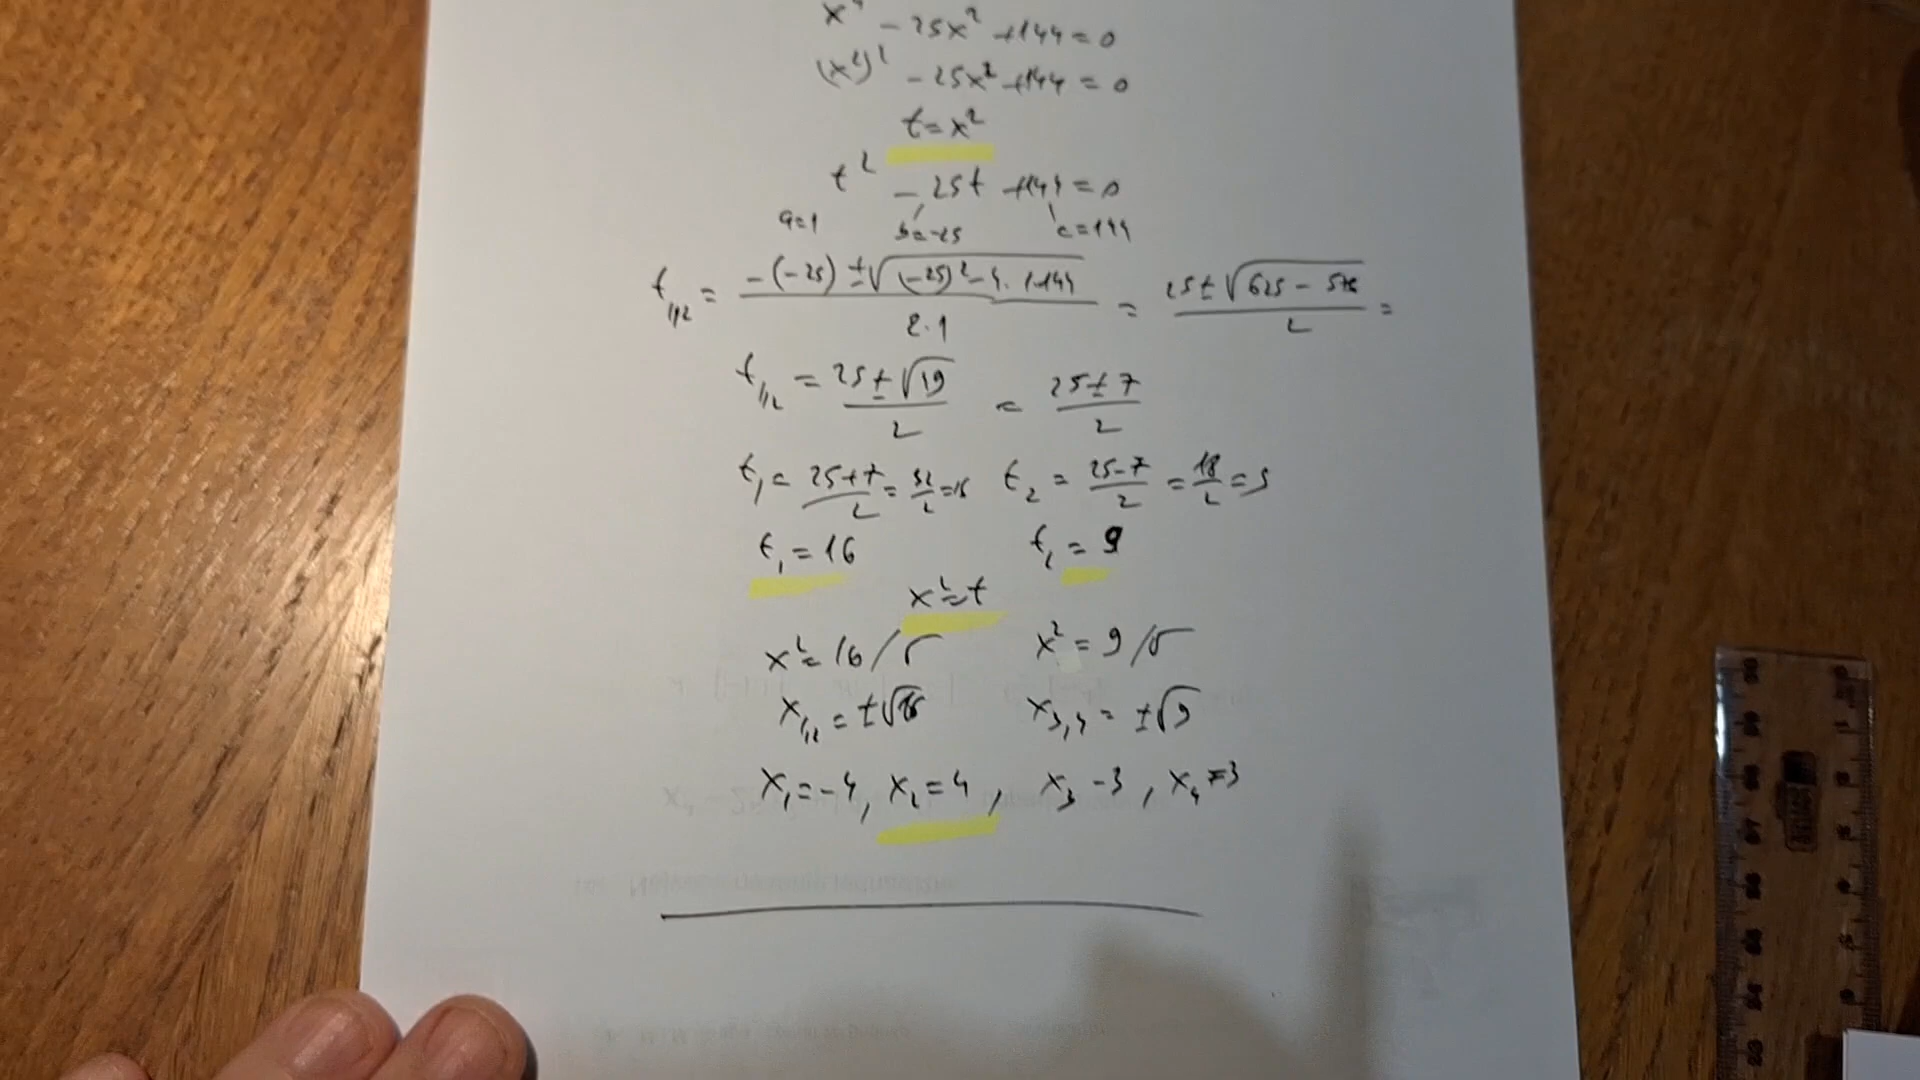 x⁴ - 25x² + 144 = 0
(x²)² - 25x² + 144 = 0
t = x²
t² - 25t + 144 = 0
a=1 b=-25 c=144
t₁,₂ = (-(-25) ± √((-25)² - 4·1·144)) / (2·1) = (25 ± √(625 - 576)) / 2 =
t₁,₂ = (25 ± √49) / 2 = (25 ± 7) / 2
t₁ = (25+7)/2 = 32/2 = 16 t₂ = (25-7)/2 = 18/2 = 9
t₁ = 16 t₂ = 9
x² = t
x² = 16 /√ x² = 9 /√
x₁,₂ = ±√16 x₃,₄ = ±√9
x₁ = -4, x₂ = 4, x₃ -3, x₄ = 3